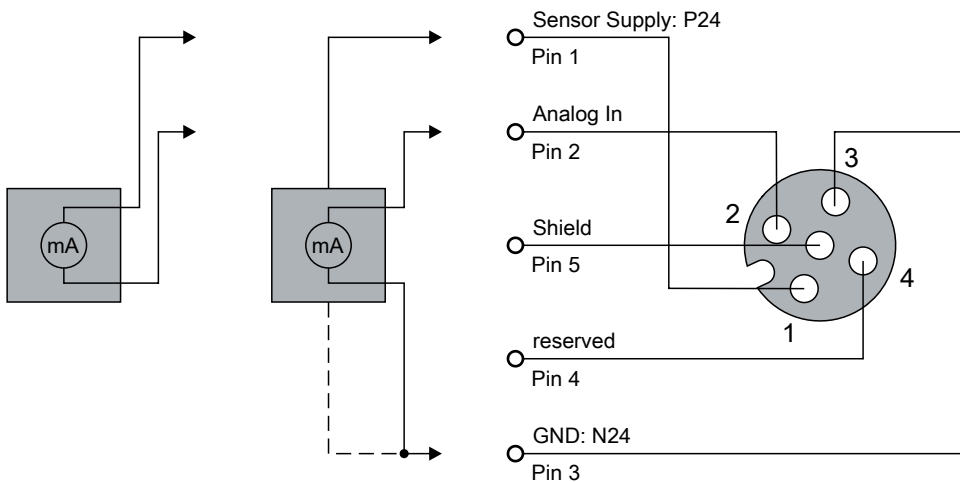 mA
mA
Sensor Supply: P24
Pin 1
Analog In
Pin 2
Shield
Pin 5
reserved
Pin 4
GND: N24
Pin 3
3
2
4
1